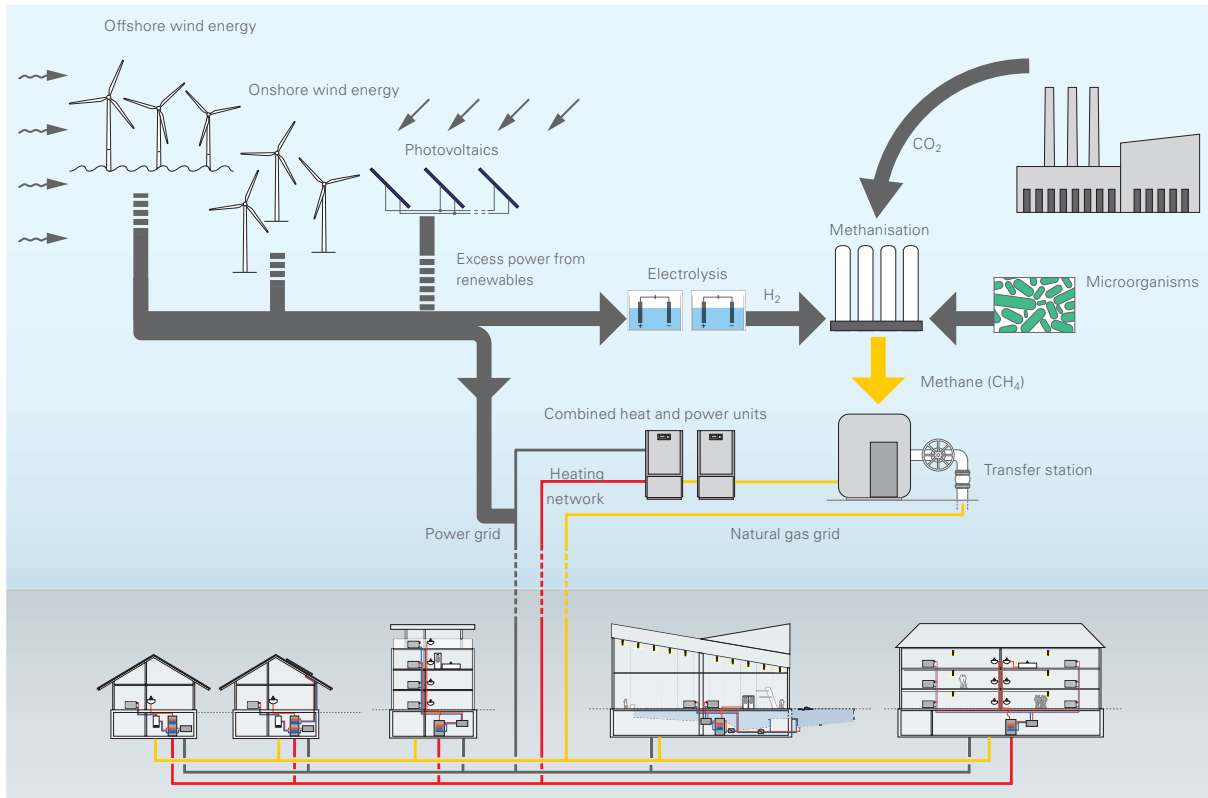 Offshore wind energy
Onshore wind energy
Photovoltaics
CO₂
Methanisation
Excess power from
renewables
Electrolysis
H₂
Microorganisms
+ −
+ −
Methane (CH₄)
Combined heat and power units
Heating
network
Transfer station
Power grid
Natural gas grid